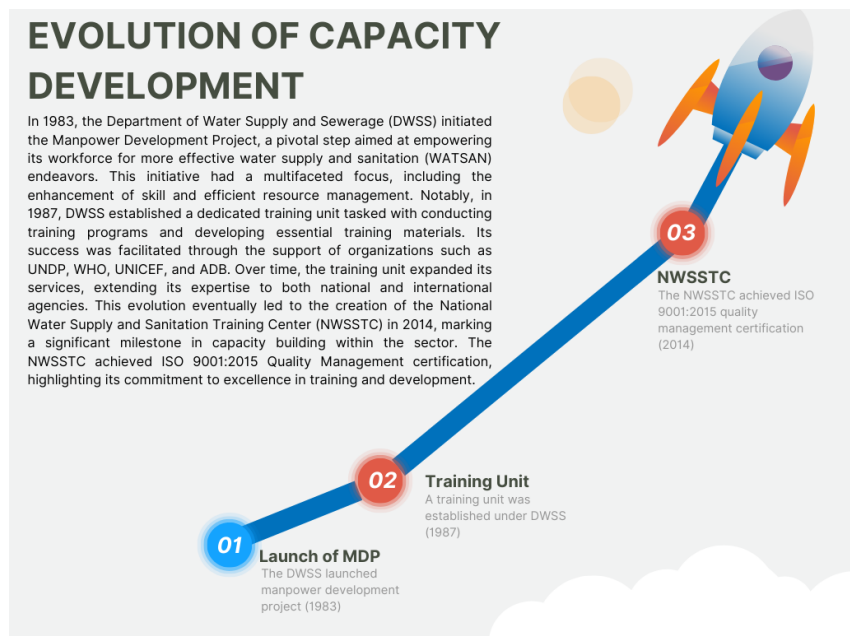 EVOLUTION OF CAPACITY
DEVELOPMENT
In 1983, the Department of Water Supply and Sewerage (DWSS) initiated
the Manpower Development Project, a pivotal step aimed at empowering
its workforce for more effective water supply and sanitation (WATSAN)
endeavors. This initiative had a multifaceted focus, including the
enhancement of skill and efficient resource management. Notably, in
1987, DWSS established a dedicated training unit tasked with conducting
training programs and developing essential training materials. Its
success was facilitated through the support of organizations such as
UNDP, WHO, UNICEF, and ADB. Over time, the training unit expanded its
services, extending its expertise to both national and international
agencies. This evolution eventually led to the creation of the National
Water Supply and Sanitation Training Center (NWSSTC) in 2014, marking
a significant milestone in capacity building within the sector. The
NWSSTC achieved ISO 9001:2015 Quality Management certification,
highlighting its commitment to excellence in training and development.
03
NWSSTC
The NWSSTC achieved ISO
9001:2015 quality
management certification
(2014)
02
Training Unit
A training unit was
established under DWSS
(1987)
01
Launch of MDP
The DWSS launched
manpower development
project (1983)